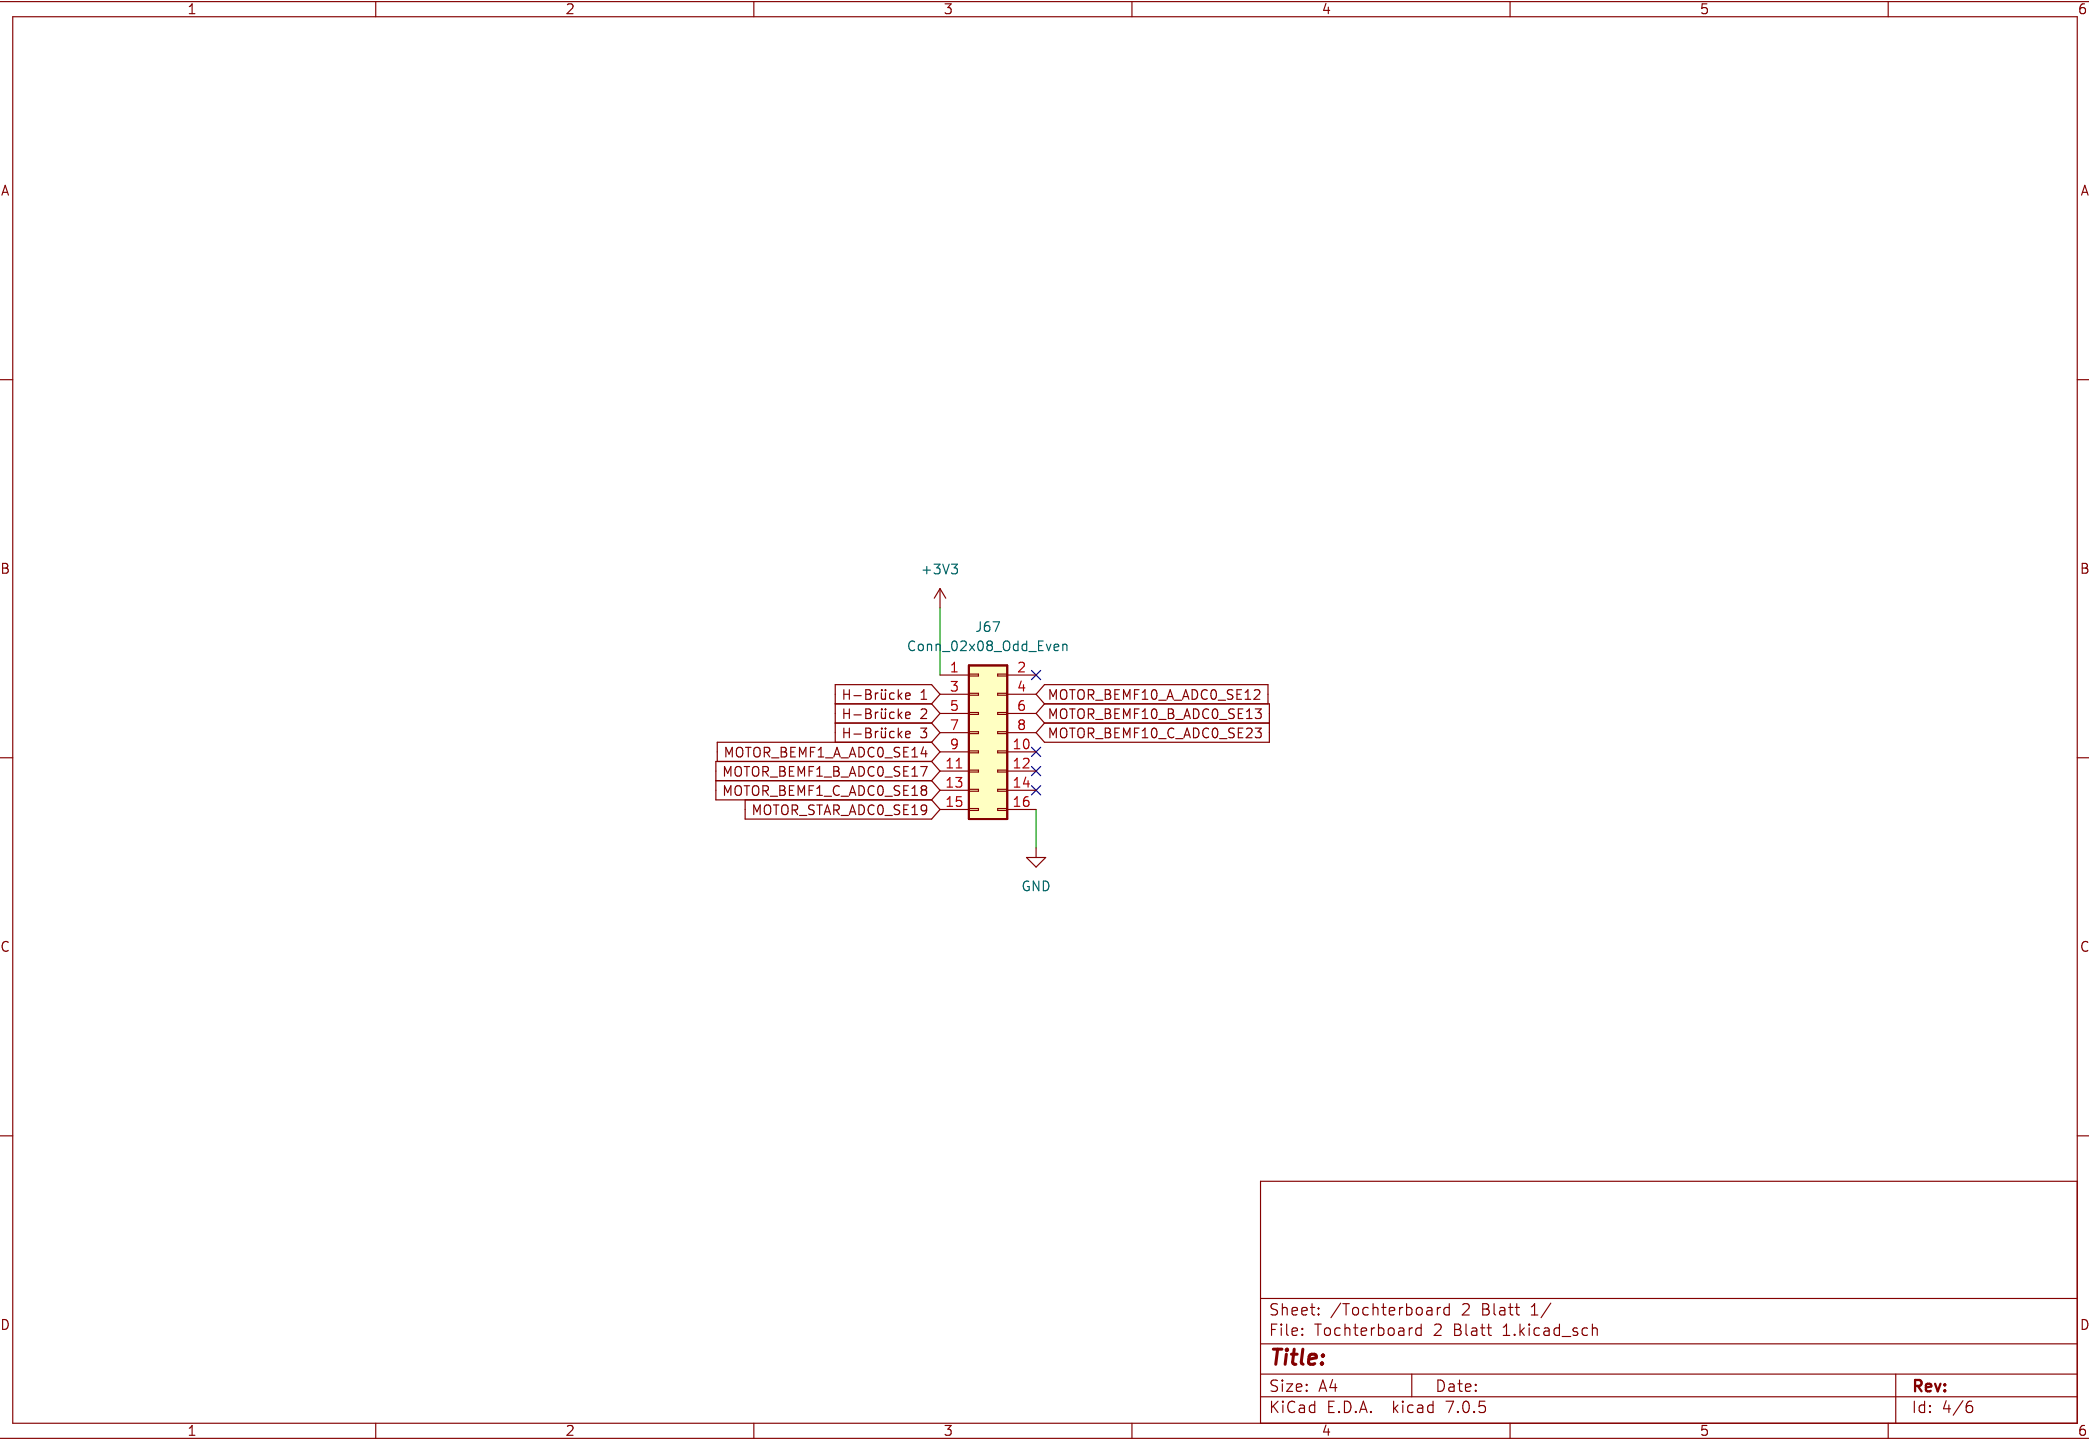 1 2 3 4 5 6
A A
B B
+3V3
J67
Conn_02x08_Odd_Even
1 2
H-Brücke 1 3 4 MOTOR_BEMF10_A_ADC0_SE12
H-Brücke 2 5 6 MOTOR_BEMF10_B_ADC0_SE13
H-Brücke 3 7 8 MOTOR_BEMF10_C_ADC0_SE23
MOTOR_BEMF1_A_ADC0_SE14 9 10
MOTOR_BEMF1_B_ADC0_SE17 11 12
MOTOR_BEMF1_C_ADC0_SE18 13 14
MOTOR_STAR_ADC0_SE19 15 16
GND
C C
Sheet: /Tochterboard 2 Blatt 1/
File: Tochterboard 2 Blatt 1.kicad_sch
D D
Title:
Size: A4 Date: Rev:
KiCad E.D.A. kicad 7.0.5 Id: 4/6
1 2 3 4 5 6